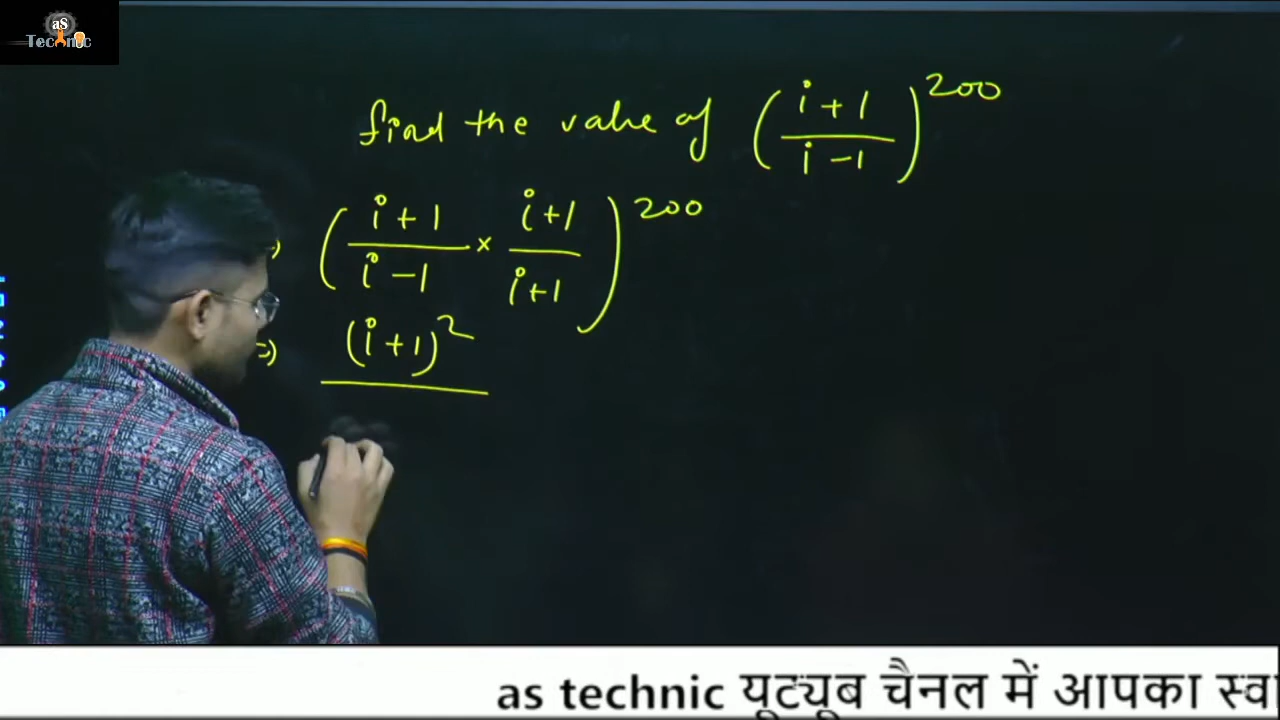 aS
Technic
find the value of (i+1/i-1)^200
=) (i+1/i-1 × i+1/i+1)^200
=) (i+1)^2
as technic यूट्यूब चैनल में आपका